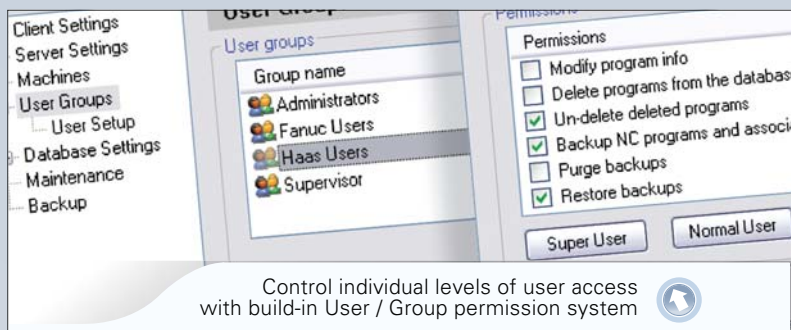 Client Settings
Server Settings
Machines
User Groups
User Setup
Database Settings
Maintenance
Backup
User groups
Group name
Administrators
Fanuc Users
Haas Users
Supervisor
Permissions
Modify program info
Delete programs from the
Un-delete deleted programs
Backup NC programs and
Purge backups
Restore backups
Super User
Normal User
Control individual levels of user access
with build-in User / Group permission system